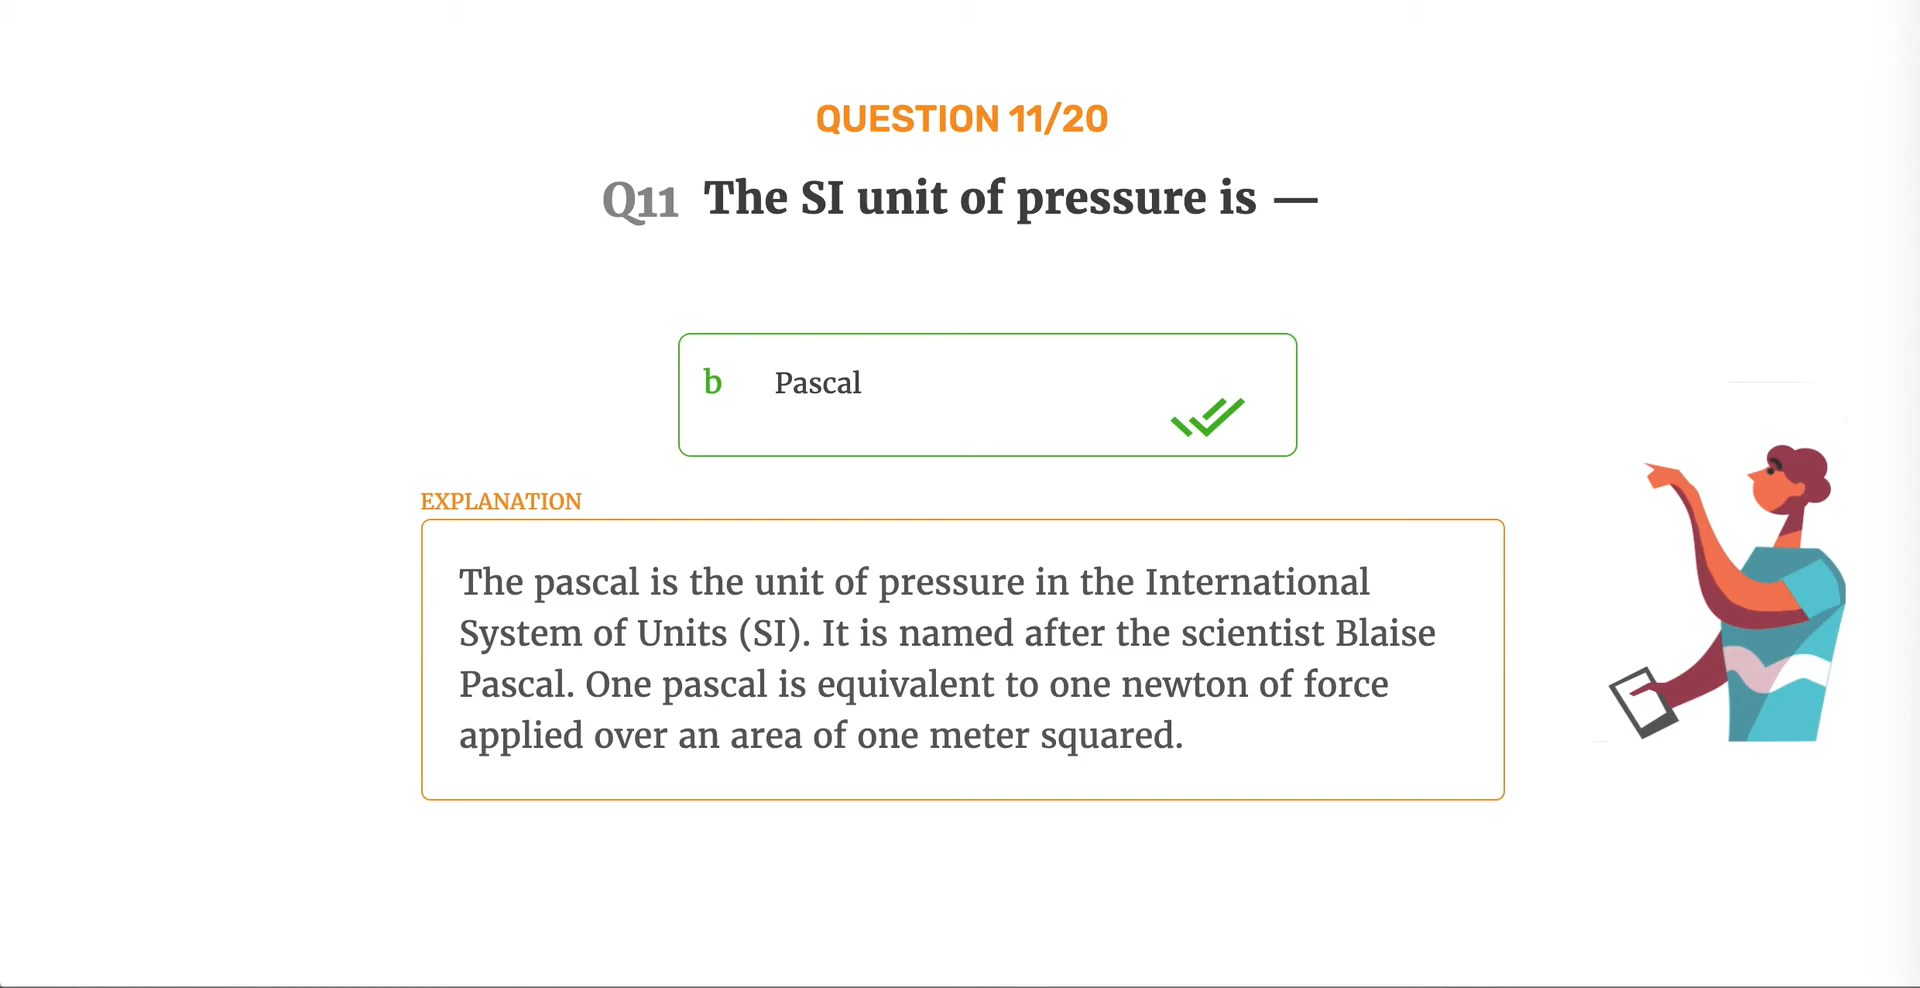 QUESTION 11/20
Q11 The SI unit of pressure is —
b Pascal
EXPLANATION
The pascal is the unit of pressure in the International
System of Units (SI). It is named after the scientist Blaise
Pascal. One pascal is equivalent to one newton of force
applied over an area of one meter squared.